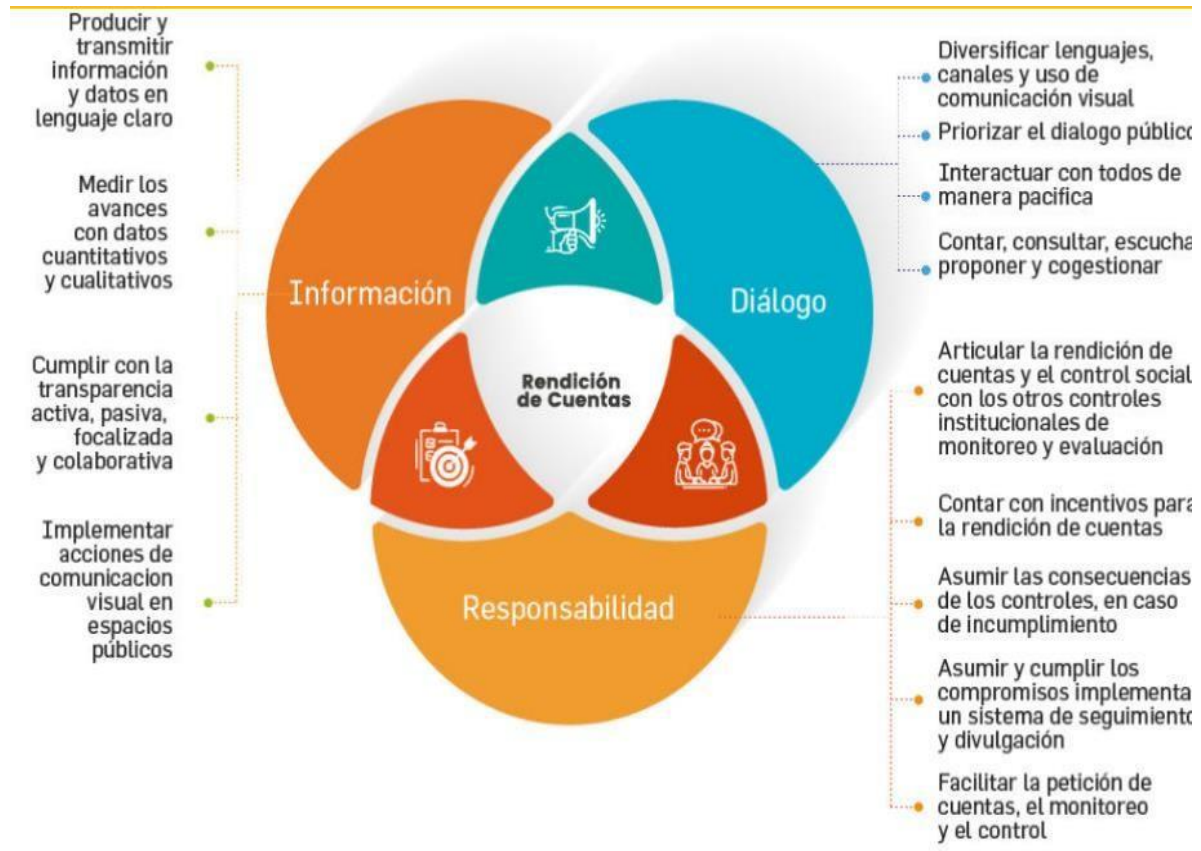 Producir y
transmitir
información
y datos en
lenguaje claro
Medir los
avances
con datos
cuantitativos
y cualitativos
Cumplir con la
transparencia
activa, pasiva,
focalizada
y colaborativa
Implementar
acciones de
comunicacion
visual en
espacios
públicos
Información
Diálogo
Rendición
de Cuentas
Responsabilidad
Diversificar lenguajes,
canales y uso de
comunicación visual
Priorizar el dialogo público
Interactuar con todos de
manera pacifica
Contar, consultar, escucha
proponer y cogestionar
Articular la rendición de
cuentas y el control social
con los otros controles
institucionales de
monitoreo y evaluación
Contar con incentivos para
la rendición de cuentas
Asumir las consecuencias
de los controles, en caso
de incumplimiento
Asumir y cumplir los
compromisos implementa
un sistema de seguimiento
y divulgación
Facilitar la petición de
cuentas, el monitoreo
y el control